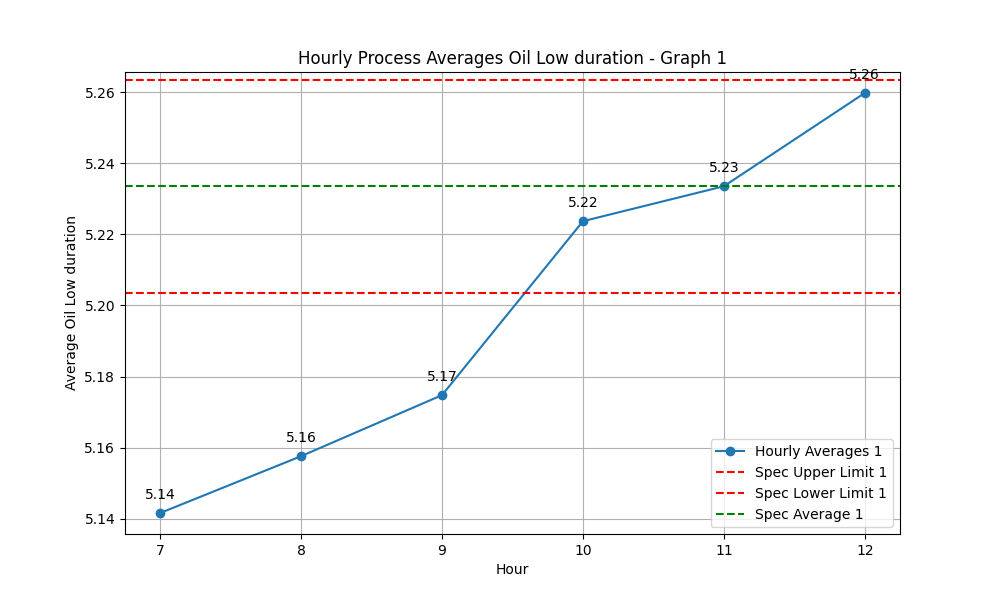 Hourly Process Averages Oil Low duration - Graph 1
Average Oil Low duration
5.26
5.24
5.22
5.20
5.18
5.16
5.14
5.14
5.16
5.17
5.22
5.23
5.26
Hourly Averages 1
Spec Upper Limit 1
Spec Lower Limit 1
Spec Average 1
7 8 9 10 11 12
Hour